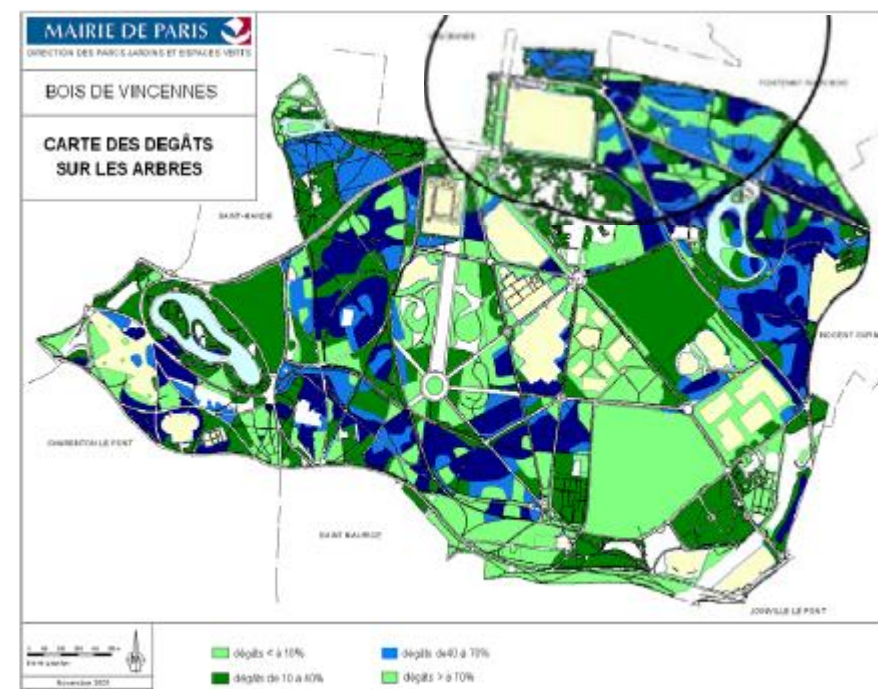 MAIRIE DE PARIS
DIRECTION DES PARCS JARDINS ET ESPACES VERTS
BOIS DE VINCENNES
CARTE DES DEGÂTS
SUR LES ARBRES
SAINT-MANDE
CHARENTON LE PONT
SAINT MAURICE
JOINVILLE LE PONT
dégâts < à 10%
dégâts de 10 à 40%
dégâts de40 à 70%
dégâts > à 70%